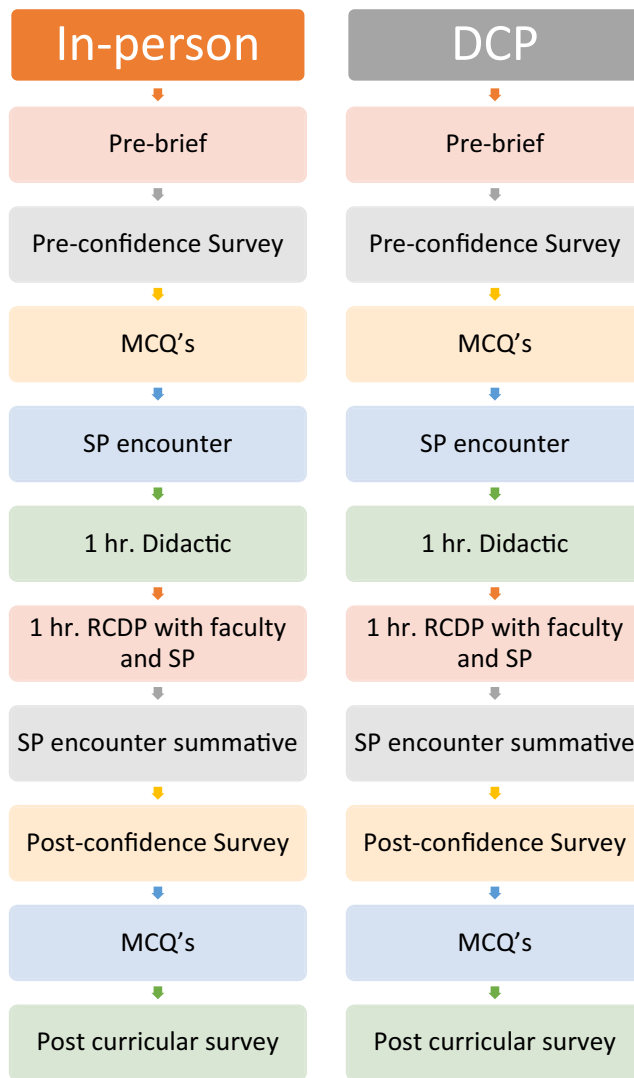 In-person
Pre-brief
Pre-confidence Survey
MCQ’s
SP encounter
1 hr. Didactic
1 hr. RCDP with faculty
and SP
SP encounter summative
Post-confidence Survey
MCQ’s
Post curricular survey
DCP
Pre-brief
Pre-confidence Survey
MCQ’s
SP encounter
1 hr. Didactic
1 hr. RCDP with faculty
and SP
SP encounter summative
Post-confidence Survey
MCQ’s
Post curricular survey